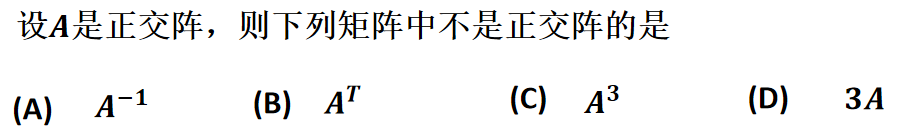 设A是正交阵，则下列矩阵中不是正交阵的是
(A) A⁻¹ (B) Aᵀ (C) A³ (D) 3A